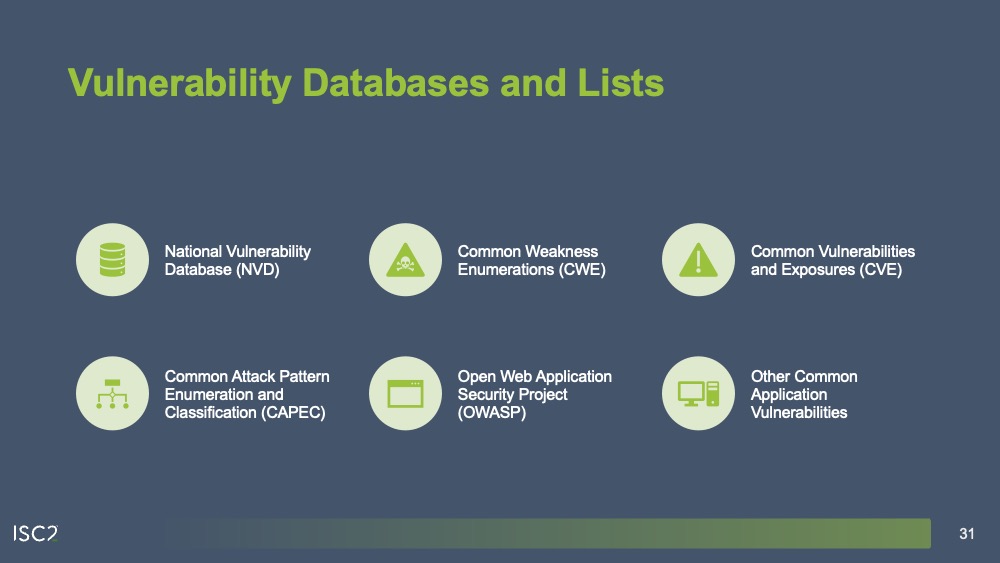 Vulnerability Databases and Lists
National Vulnerability
Database (NVD)
Common Weakness
Enumerations (CWE)
Common Vulnerabilities
and Exposures (CVE)
Common Attack Pattern
Enumeration and
Classification (CAPEC)
Open Web Application
Security Project
(OWASP)
Other Common
Application
Vulnerabilities
ISC2
31